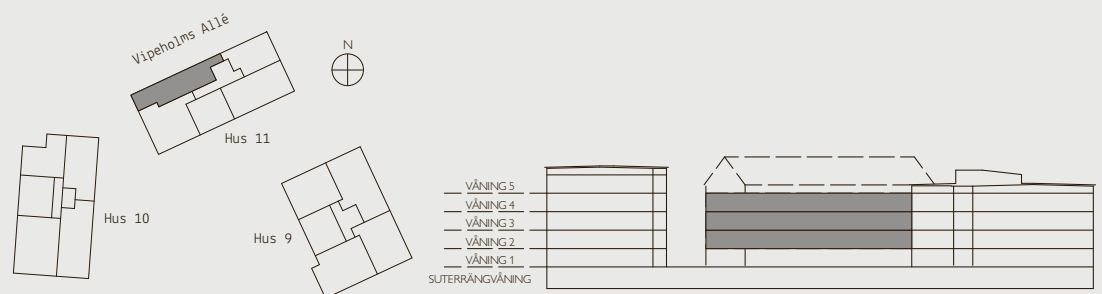 Vipeholms Allé
N
Hus 11
Hus 10
Hus 9
VÅNING 5
VÅNING 4
VÅNING 3
VÅNING 2
VÅNING 1
SUTERRÄNGVÅNING